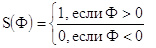 S(Φ) = { 1, если Φ > 0
0, если Φ < 0